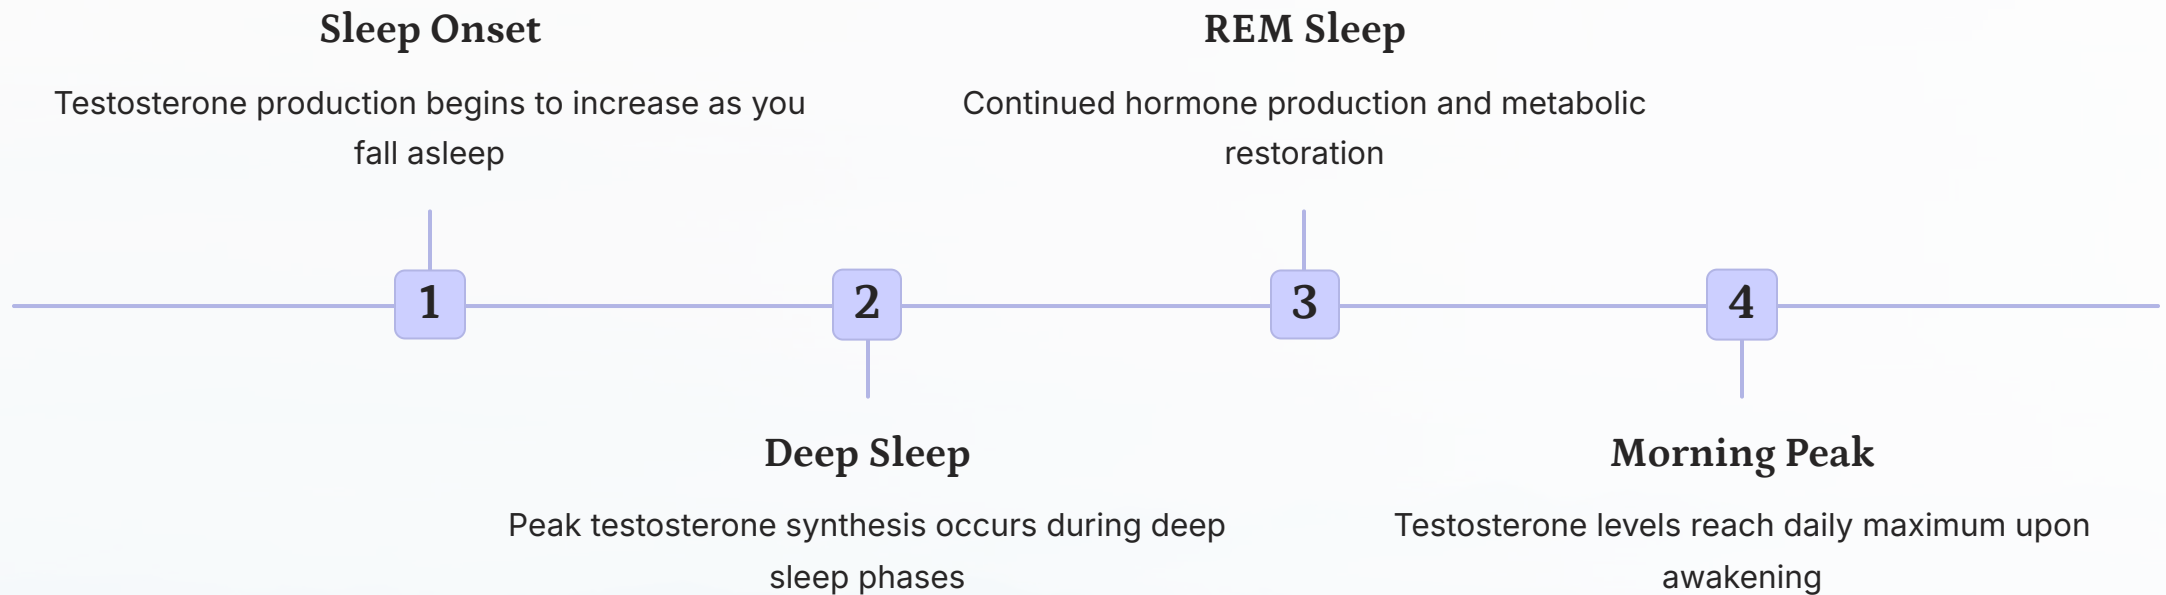 Sleep Onset
Testosterone production begins to increase as you
fall asleep
1
2
Deep Sleep
Peak testosterone synthesis occurs during deep
sleep phases
REM Sleep
Continued hormone production and metabolic
restoration
3
4
Morning Peak
Testosterone levels reach daily maximum upon
awakening